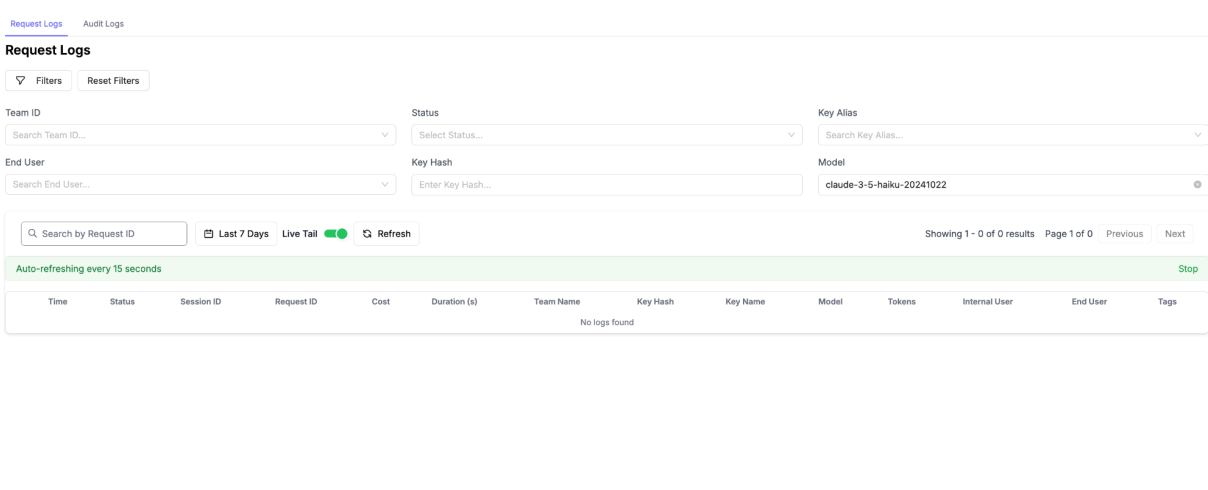 Request Logs Audit Logs
Request Logs
Filters Reset Filters
Team ID Status Key Alias
Search Team ID... Select Status... Search Key Alias...
End User Key Hash Model
Search End User... Enter Key Hash... claude-3-5-haiku-20241022
Search by Request ID Last 7 Days Live Tail Refresh Showing 1 - 0 of 0 results Page 1 of 0 Previous Next
Auto-refreshing every 15 seconds Stop
Time Status Session ID Request ID Cost Duration (s) Team Name Key Hash Key Name Model Tokens Internal User End User Tags
No logs found